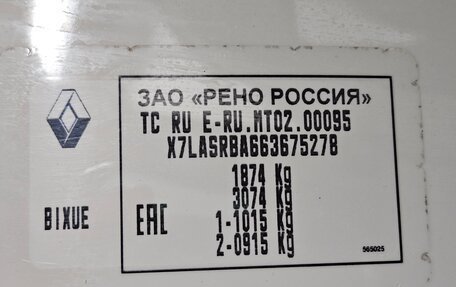 ЗАО «РЕНО РОССИЯ»
TC RU E-RU.MT02.00095
X7LASRBA663675278
1874 Kg
3074 Kg
1-1015 Kg
2-0915 Kg
BIXUE
EAC
565025